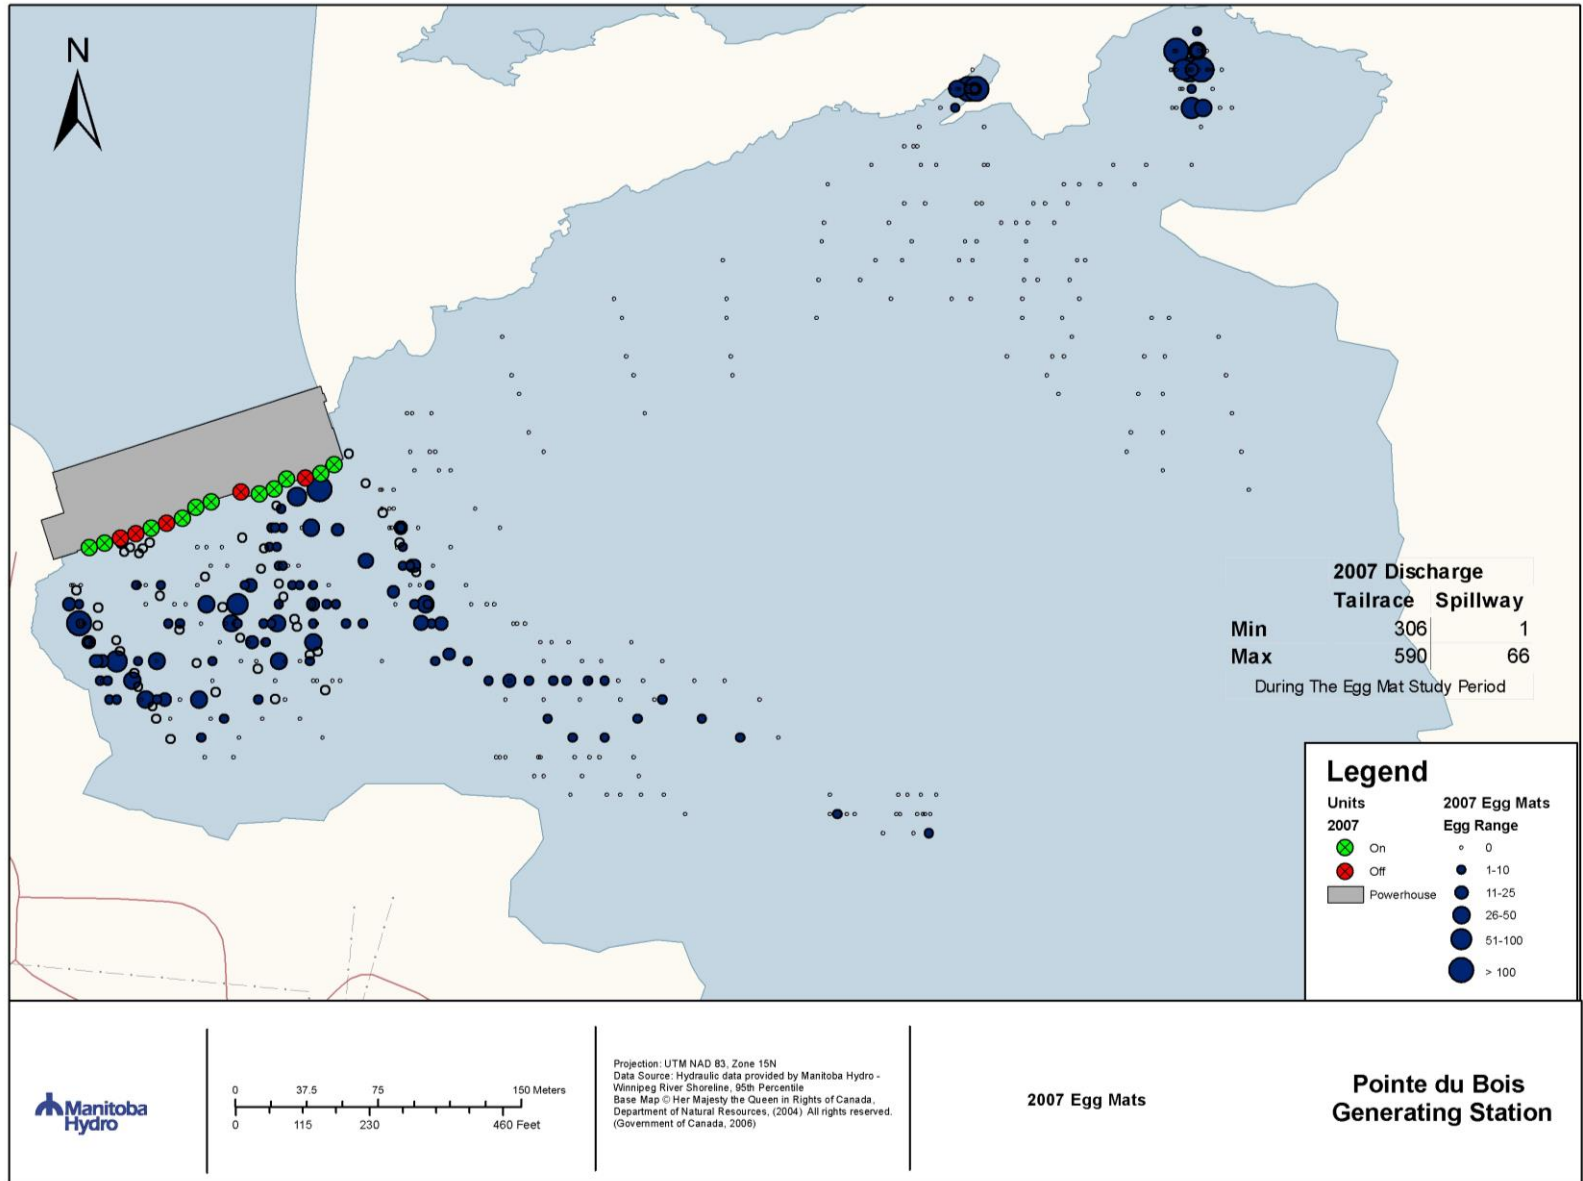 N
2007 Discharge
Tailrace Spillway
Min 306 1
Max 590 66
During The Egg Mat Study Period
Legend
Units
2007
On
Off
Powerhouse
2007 Egg Mats
Egg Range
0
1-10
11-25
26-50
51-100
> 100
Manitoba
Hydro
0 37.5 75 150 Meters
0 115 230 460 Feet
Projection: UTM NAD 83, Zone 15N
Data Source: Hydraulic data provided by Manitoba Hydro -
Winnipeg River Shoreline, 95th Percentile
Base Map © Her Majesty the Queen in Rights of Canada,
Department of Natural Resources, (2004) All rights reserved.
(Government of Canada, 2006)
2007 Egg Mats
Pointe du Bois
Generating Station